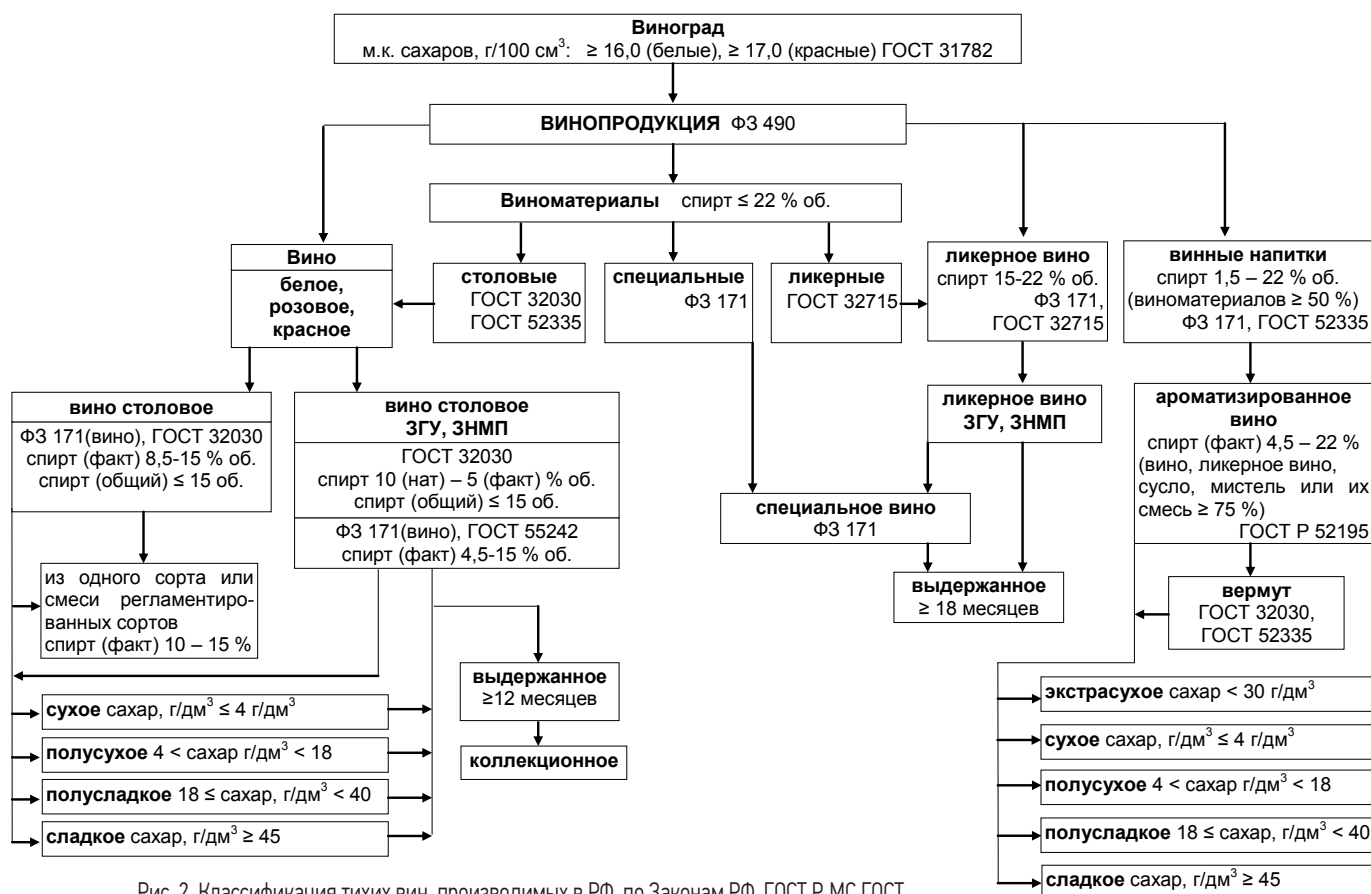 Виноград
м.к. сахаров, г/100 см³: ≥ 16,0 (белые), ≥ 17,0 (красные) ГОСТ 31782
ВИНОПРОДУКЦИЯ ФЗ 490
Виноматериалы спирт ≤ 22 % об.
Вино
белое,
розовое,
красное
столовые
ГОСТ 32030
ГОСТ 52335
специальные
ФЗ 171
ликерные
ГОСТ 32715
ликерное вино
спирт 15-22 % об.
ФЗ 171,
ГОСТ 32715
винные напитки
спирт 1,5 – 22 % об.
(виноматериалов ≥ 50 %)
ФЗ 171, ГОСТ 52335
вино столовое
ФЗ 171(вино), ГОСТ 32030
спирт (факт) 8,5-15 % об.
спирт (общий) ≤ 15 об.
вино столовое
ЗГУ, ЗНМП
ГОСТ 32030
спирт 10 (нат) – 5 (факт) % об.
спирт (общий) ≤ 15 об.
ФЗ 171(вино), ГОСТ 55242
спирт (факт) 4,5-15 % об.
ликерное вино
ЗГУ, ЗНМП
ароматизированное
вино
спирт (факт) 4,5 – 22 %
(вино, ликерное вино,
сусло, мистель или их
смесь ≥ 75 %)
ГОСТ Р 52195
специальное вино
ФЗ 171
из одного сорта или
смеси регламентиро-
ванных сортов
спирт (факт) 10 – 15 %
выдержанное
≥ 18 месяцев
вермут
ГОСТ 32030,
ГОСТ 52335
выдержанное
≥12 месяцев
коллекционное
сухое сахар, г/дм³ ≤ 4 г/дм³
полусухое 4 < сахар г/дм³ < 18
полусладкое 18 ≤ сахар, г/дм³ < 40
сладкое сахар, г/дм³ ≥ 45
экстрасухое сахар < 30 г/дм³
сухое сахар, г/дм³ ≤ 4 г/дм³
полусухое 4 < сахар г/дм³ < 18
полусладкое 18 ≤ сахар, г/дм³ < 40
сладкое сахар, г/дм³ ≥ 45
Рис. 2. Классификация тихих вин, производимых в РФ, по Законам РФ, ГОСТ Р, МС ГОСТ